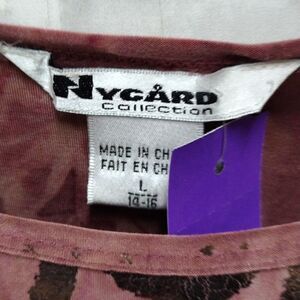 NYGÅRD
Collection
MADE IN CH
FAIT EN CH
L
14-16